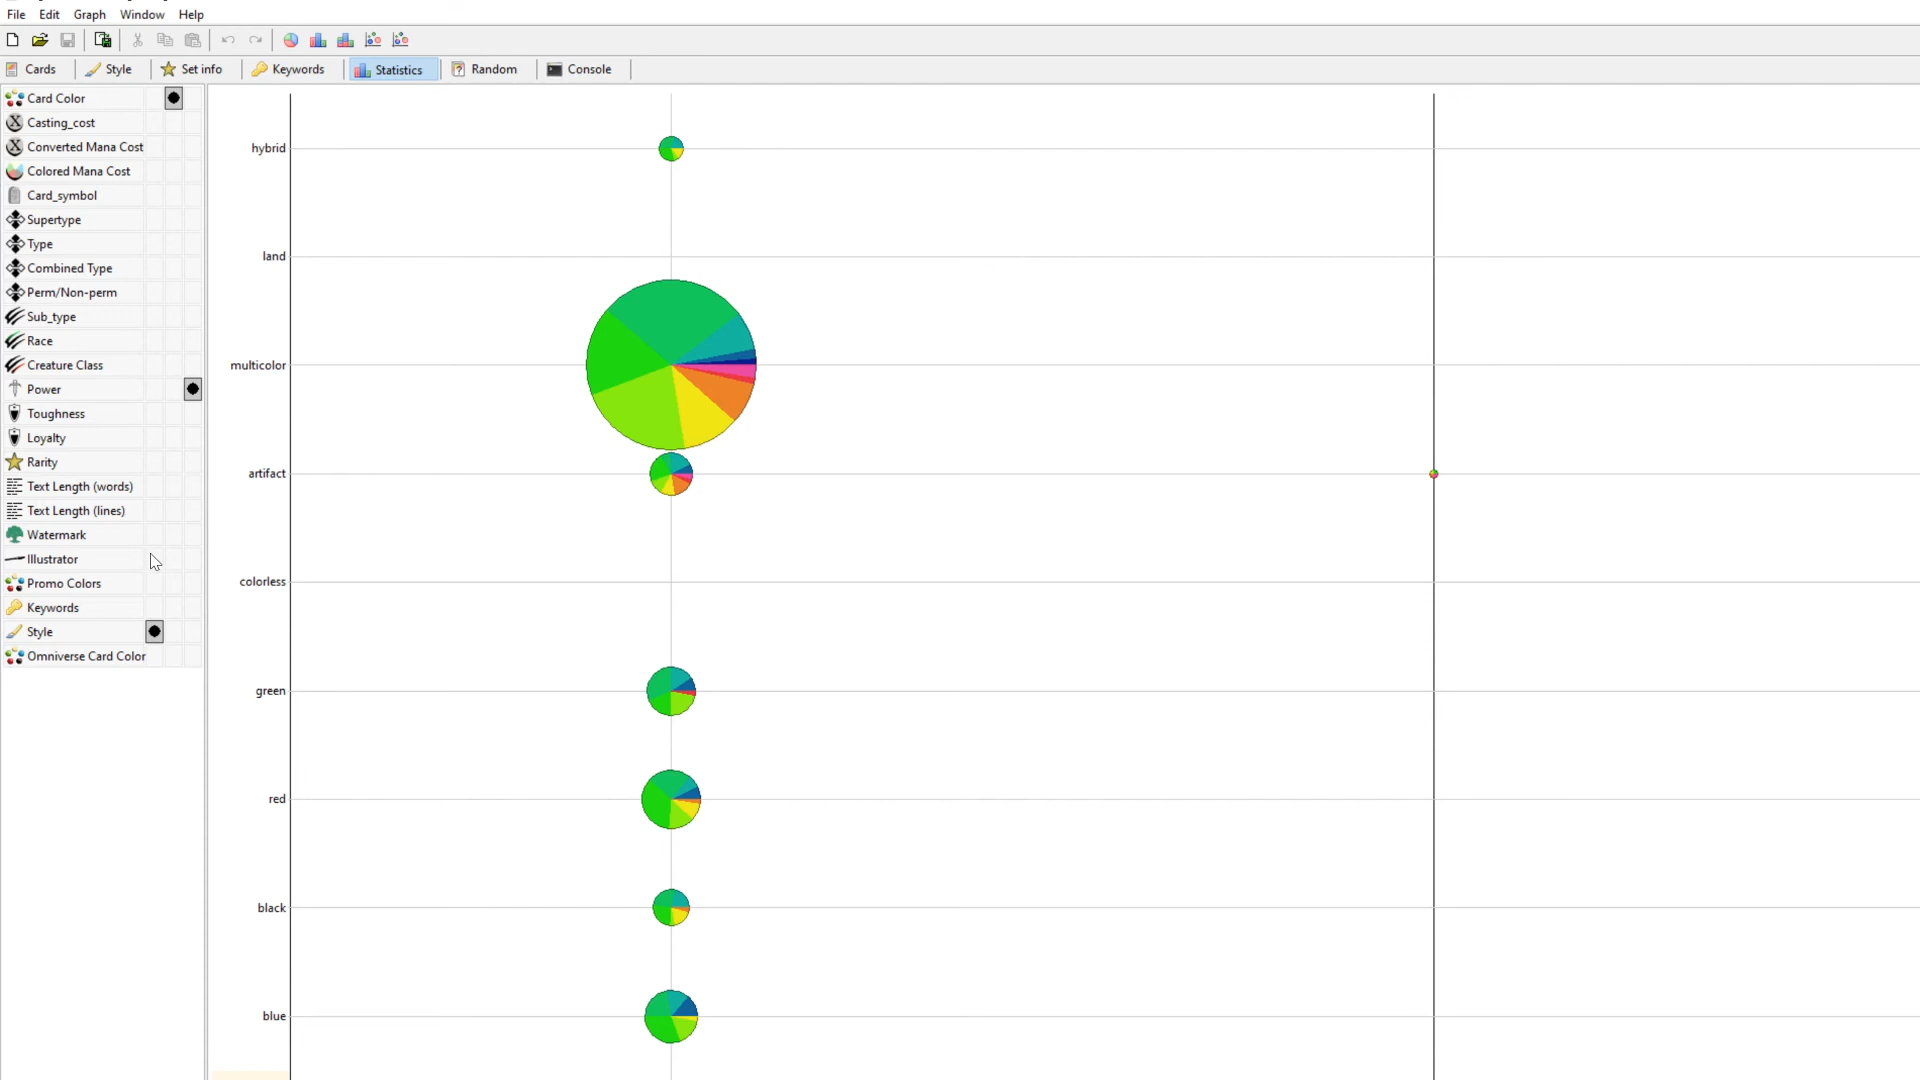 File Edit Graph Window Help
Cards Style Set info Keywords Statistics Random Console
Card Color
Casting_cost
Converted Mana Cost
Colored Mana Cost
Card_symbol
Supertype
Type
Combined Type
Perm/Non-perm
Sub_type
Race
Creature Class
Power
Toughness
Loyalty
Rarity
Text Length (words)
Text Length (lines)
Watermark
Illustrator
Promo Colors
Keywords
Style
Omniverse Card Color
hybrid
land
multicolor
artifact
colorless
green
red
black
blue